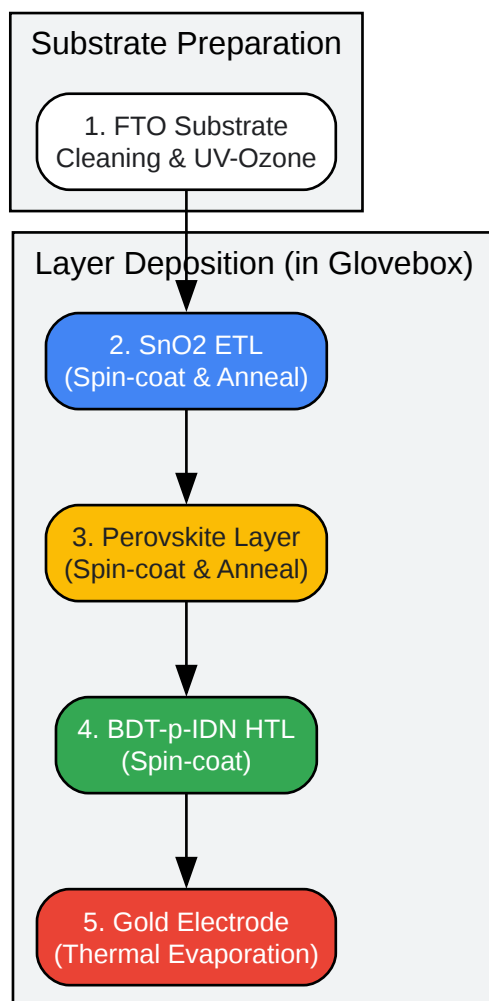 Substrate Preparation
1. FTO Substrate
Cleaning & UV-Ozone
Layer Deposition (in Glovebox)
2. SnO2 ETL
(Spin-coat & Anneal)
3. Perovskite Layer
(Spin-coat & Anneal)
4. BDT-p-IDN HTL
(Spin-coat)
5. Gold Electrode
(Thermal Evaporation)